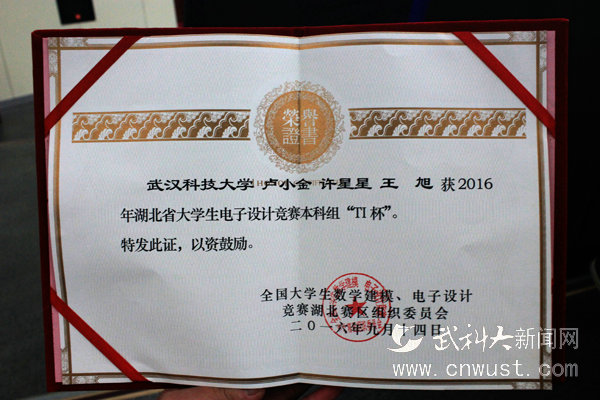 榮譽
證書
武汉科技大学 卢小金 许星星 王 旭 获2016
年湖北省大学生电子设计竞赛本科组“TI杯”。
特发此证，以资鼓励。
全国大学生数学建模、电子设计
竞赛湖北赛区组织委员会
二〇一六年九月十四日
武科大新闻网
www.cnwust.com